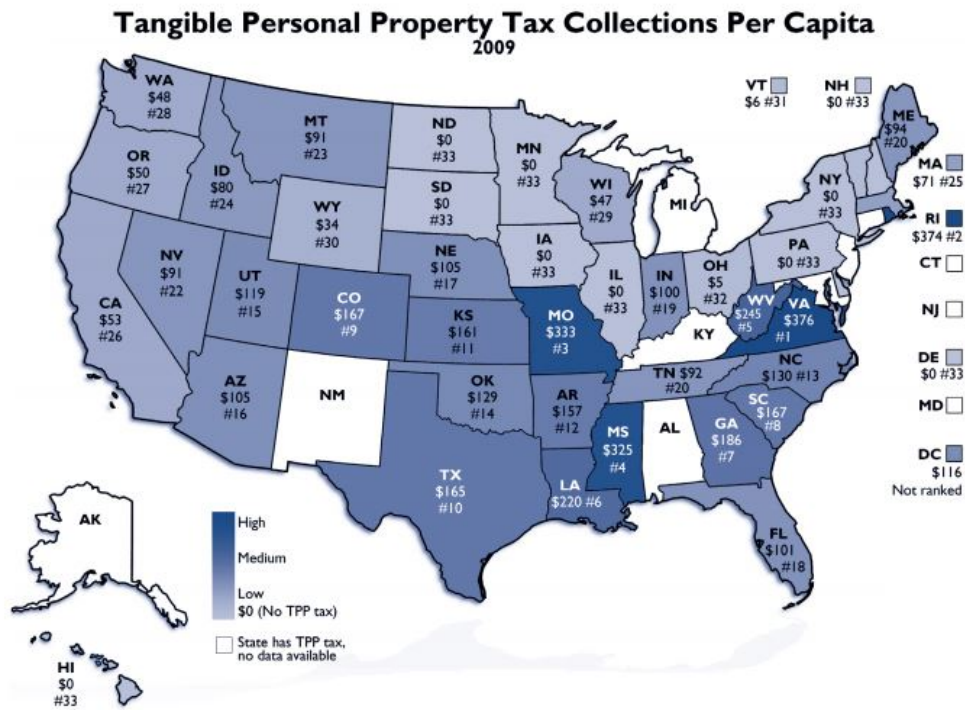 Tangible Personal Property Tax Collections Per Capita
2009
WA
$48
#28
OR
$50
#27
CA
$53
#26
NV
$91
#22
ID
$80
#24
MT
$91
#23
WY
$34
#30
UT
$119
#15
AZ
$105
#16
CO
$167
#9
NM
ND
$0
#33
SD
$0
#33
NE
$105
#17
KS
$161
#11
OK
$129
#14
TX
$165
#10
MN
$0
#33
IA
$0
#33
MO
$333
#3
AR
$157
#12
LA
$220 #6
WI
$47
#29
IL
$0
#33
MS
$325
#4
MI
IN
$100
#19
OH
$5
#32
KY
TN $92
#20
AL
GA
$186
#7
FL
$101
#18
SC
$167
#8
NC
$130 #13
VA
$376
#1
WV
$245
#5
PA
$0 #33
NY
$0
#33
VT
$6 #31
NH
$0 #33
ME
$94
#20
MA
$71 #25
RI
$374 #2
CT
NJ
DE
$0 #33
MD
DC
$116
Not ranked
AK
HI
$0
#33
High
Medium
Low
$0 (No TPP tax)
State has TPP tax,
no data available